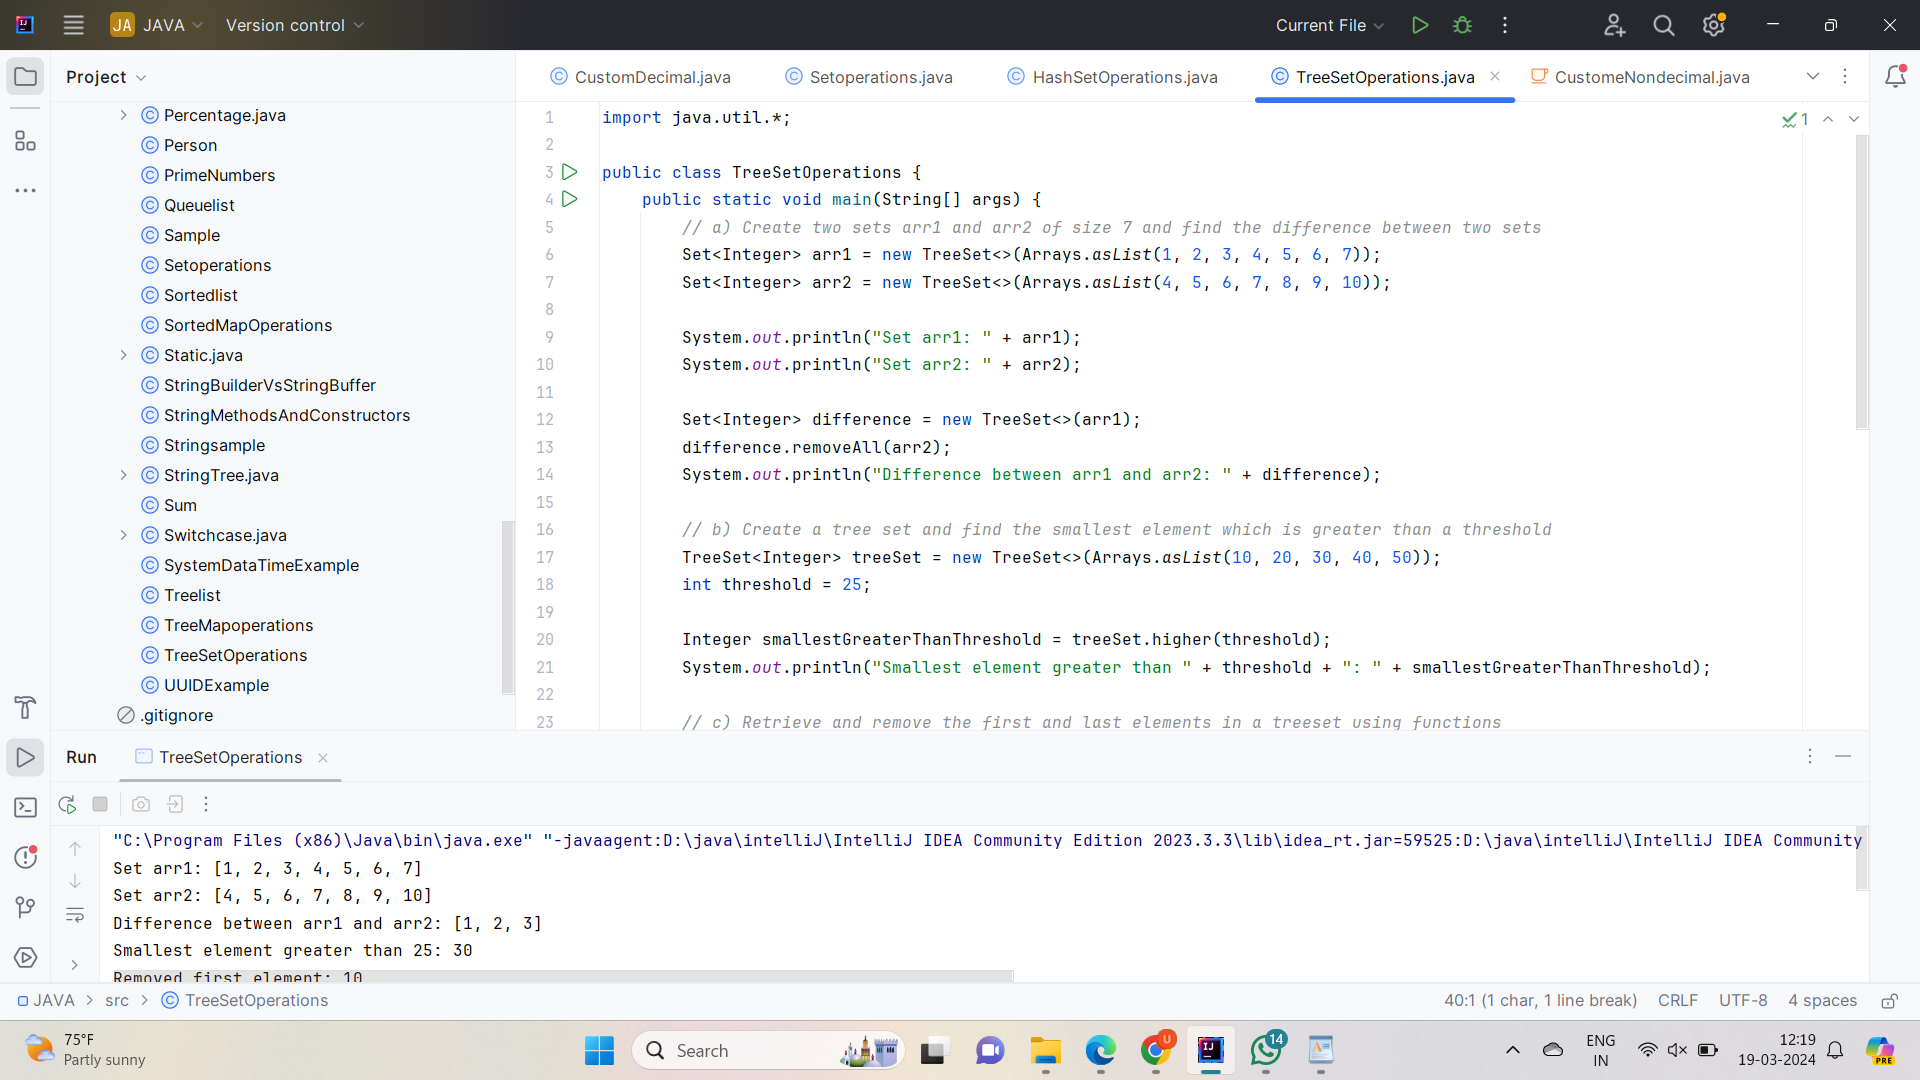 JA JAVA Version control Current File
Project
Percentage.java
Person
PrimeNumbers
Queuelist
Sample
Setoperations
Sortedlist
SortedMapOperations
Static.java
StringBuilderVsStringBuffer
StringMethodsAndConstructors
Stringsample
StringTree.java
Sum
Switchcase.java
SystemDataTimeExample
Treelist
TreeMapoperations
TreeSetOperations
UUIDExample
.gitignore
CustomDecimal.java Setoperations.java HashSetOperations.java TreeSetOperations.java CustomeNondecimal.java
1
1 import java.util.*;
2
3 public class TreeSetOperations {
4 public static void main(String[] args) {
5 // a) Create two sets arr1 and arr2 of size 7 and find the difference between two sets
6 Set<Integer> arr1 = new TreeSet<>(Arrays.asList(1, 2, 3, 4, 5, 6, 7));
7 Set<Integer> arr2 = new TreeSet<>(Arrays.asList(4, 5, 6, 7, 8, 9, 10));
8
9 System.out.println("Set arr1: " + arr1);
10 System.out.println("Set arr2: " + arr2);
11
12 Set<Integer> difference = new TreeSet<>(arr1);
13 difference.removeAll(arr2);
14 System.out.println("Difference between arr1 and arr2: " + difference);
15
16 // b) Create a tree set and find the smallest element which is greater than a threshold
17 TreeSet<Integer> treeSet = new TreeSet<>(Arrays.asList(10, 20, 30, 40, 50));
18 int threshold = 25;
19
20 Integer smallestGreaterThanThreshold = treeSet.higher(threshold);
21 System.out.println("Smallest element greater than " + threshold + ": " + smallestGreaterThanThreshold);
22
23 // c) Retrieve and remove the first and last elements in a treeset using functions
Run TreeSetOperations
"C:\Program Files (x86)\Java\bin\java.exe" "-javaagent:D:\java\intelliJ\IntelliJ IDEA Community Edition 2023.3.3\lib\idea_rt.jar=59525:D:\java\intelliJ\IntelliJ IDEA Community
Set arr1: [1, 2, 3, 4, 5, 6, 7]
Set arr2: [4, 5, 6, 7, 8, 9, 10]
Difference between arr1 and arr2: [1, 2, 3]
Smallest element greater than 25: 30
Removed first element: 10
JAVA src TreeSetOperations 40:1 (1 char, 1 line break) CRLF UTF-8 4 spaces
75°F
Partly sunny
Search
U
14
ENG
IN
12:19
19-03-2024
PRE